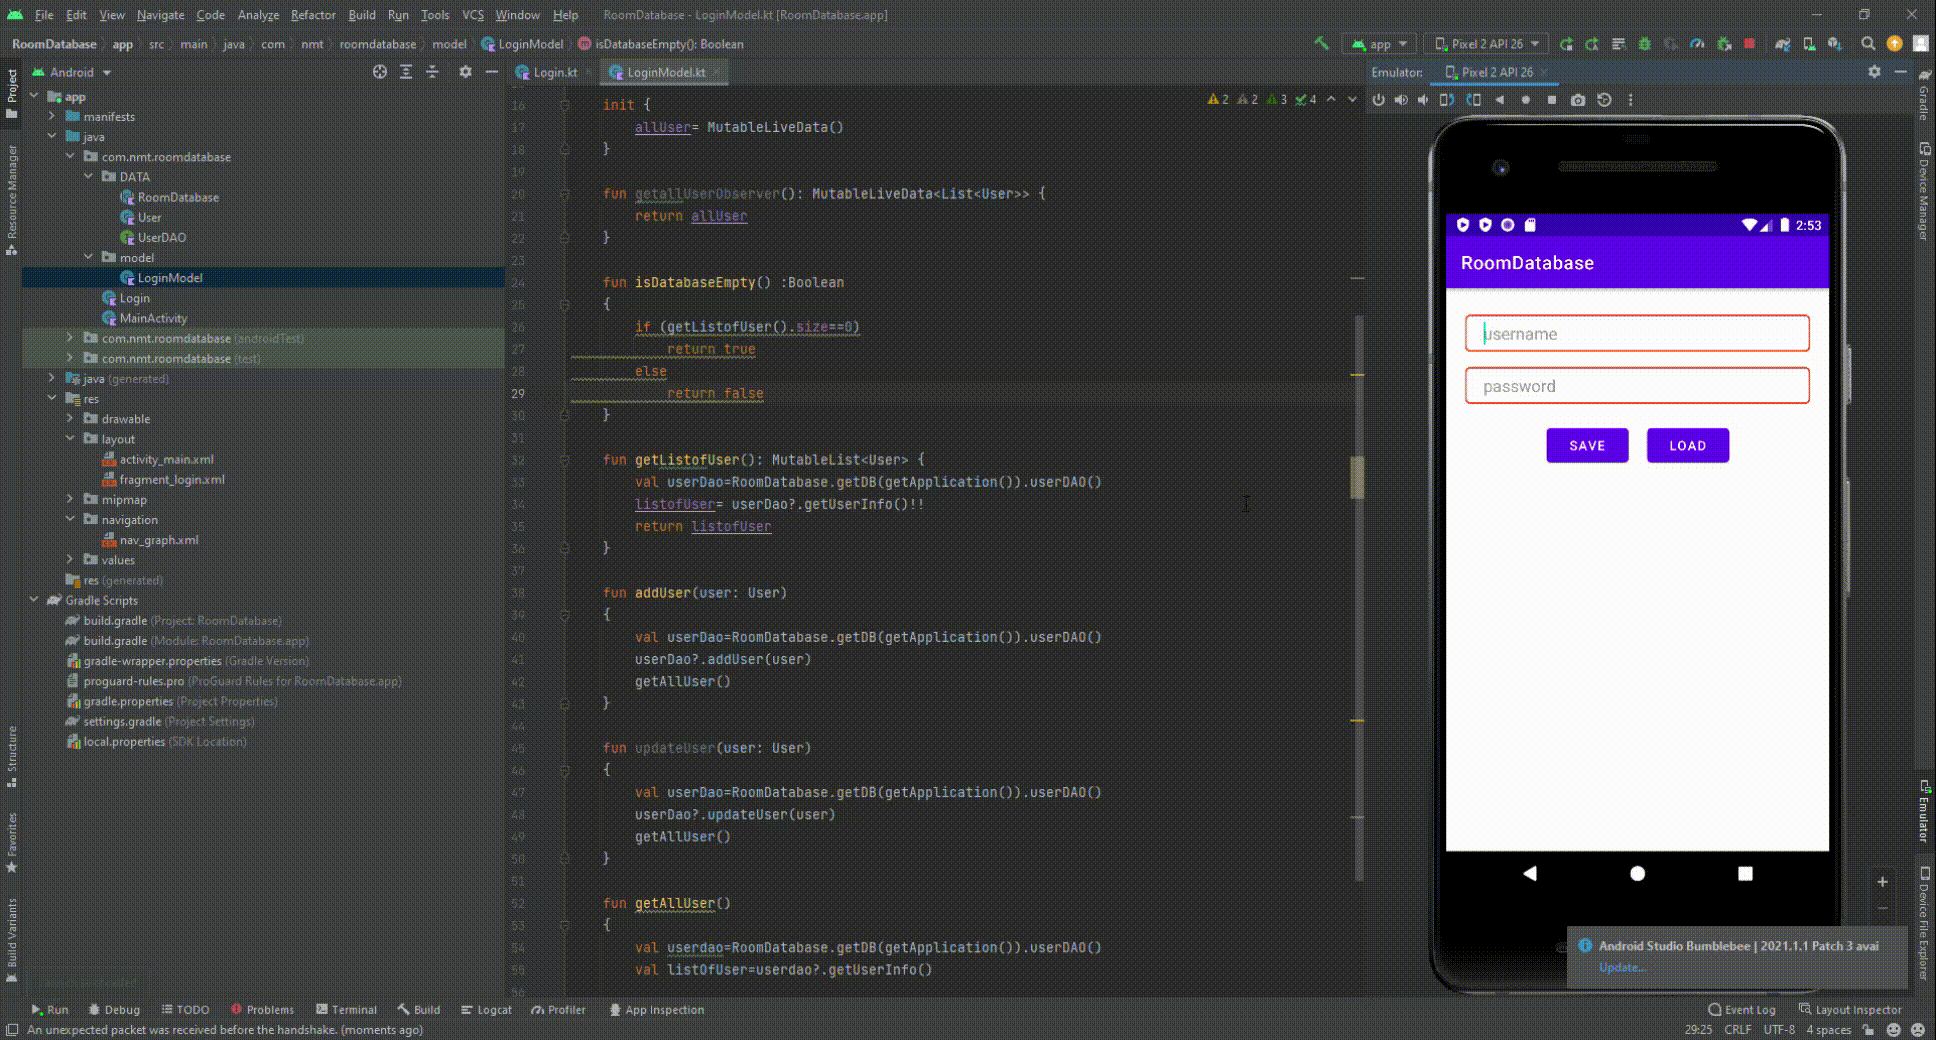 File Edit View Navigate Code Analyze Refactor Build Run Tools VCS Window Help RoomDatabase - LoginModel.kt [RoomDatabase.app]
RoomDatabase app src main java com nmt roomdatabase model LoginModel isDatabaseEmpty(): Boolean app Pixel 2 API 26
Project
Resource Manager
Structure
Favorites
Build Variants
Android
app
manifests
java
com.nmt.roomdatabase
DATA
RoomDatabase
User
UserDAO
model
LoginModel
Login
MainActivity
com.nmt.roomdatabase (androidTest)
com.nmt.roomdatabase (test)
java (generated)
res
drawable
layout
activity_main.xml
fragment_login.xml
mipmap
navigation
nav_graph.xml
values
res (generated)
Gradle Scripts
build.gradle (Project: RoomDatabase)
build.gradle (Module: RoomDatabase.app)
gradle-wrapper.properties (Gradle Version)
proguard-rules.pro (ProGuard Rules for RoomDatabase.app)
gradle.properties (Project Properties)
settings.gradle (Project Settings)
local.properties (SDK Location)
Login.kt LoginModel.kt
2 2 3 4
16 init {
17 allUser= MutableLiveData()
18 }
19
20 fun getallUserObserver(): MutableLiveData<List<User>> {
21 return allUser
22 }
23
24 fun isDatabaseEmpty() :Boolean
25 {
26 if (getListofUser().size==0)
27 return true
28 else
29 return false
30 }
31
32 fun getListofUser(): MutableList<User> {
33 val userDao=RoomDatabase.getDB(getApplication()).userDAO()
34 listofUser= userDao?.getUserInfo()!!
35 return listofUser
36 }
37
38 fun addUser(user: User)
39 {
40 val userDao=RoomDatabase.getDB(getApplication()).userDAO()
41 userDao?.addUser(user)
42 getAllUser()
43 }
44
45 fun updateUser(user: User)
46 {
47 val userDao=RoomDatabase.getDB(getApplication()).userDAO()
48 userDao?.updateUser(user)
49 getAllUser()
50 }
51
52 fun getAllUser()
53 {
54 val userdao=RoomDatabase.getDB(getApplication()).userDAO()
55 val listOfUser=userdao?.getUserInfo()
56
Emulator: Pixel 2 API 26
2:53
RoomDatabase
username
password
SAVE LOAD
Android Studio Bumblebee | 2021.1.1 Patch 3 avai
Update...
Gradle
Device Manager
Emulator
Device File Explorer
Run Debug TODO Problems Terminal Build Logcat Profiler App Inspection Event Log Layout Inspector
An unexpected packet was received before the handshake. (moments ago) 29:25 CRLF UTF-8 4 spaces